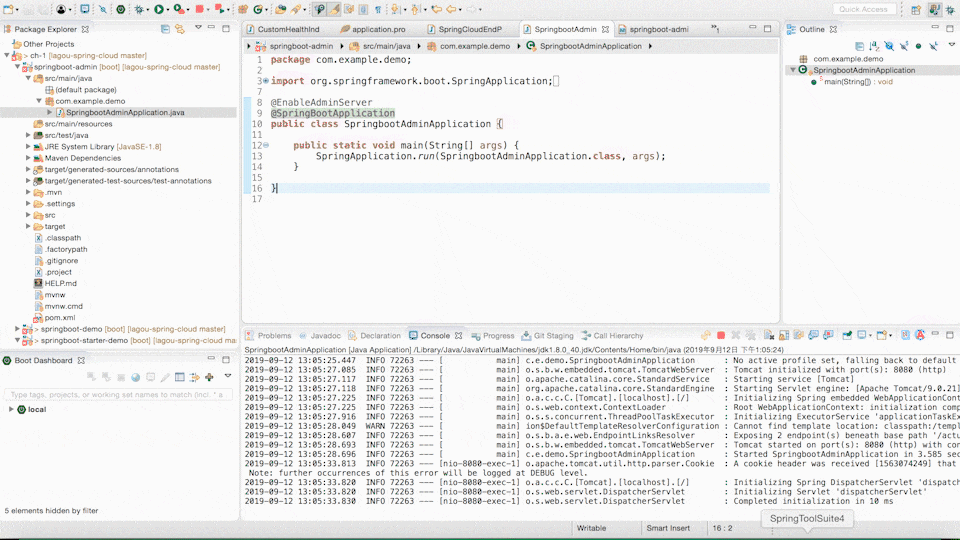 Quick Access
Package Explorer
Other Projects
ch-1 [lagou-spring-cloud master]
springboot-admin [boot] [lagou-spring-cloud master]
src/main/java
(default package)
com.example.demo
SpringbootAdminApplication.java
src/main/resources
src/test/java
JRE System Library [JavaSE-1.8]
Maven Dependencies
target/generated-sources/annotations
target/generated-test-sources/test-annotations
.mvn
.settings
src
target
.classpath
.factorypath
.gitignore
.project
HELP.md
mvnw
mvnw.cmd
pom.xml
> springboot-demo [boot] [lagou-spring-cloud master]
> springboot-starter-demo [boot] [lagou-spring-cloud master]
Boot Dashboard
Type tags, projects, or working set names to match (incl. * a
local
5 elements hidden by filter
CustomHealthInd
application.pro
SpringCloudEndP
SpringbootAdmin
springboot-admi
springboot-admin
src/main/java
com.example.demo
SpringbootAdminApplication
1 package com.example.demo;
2
3 import org.springframework.boot.SpringApplication;
7
8 @EnableAdminServer
9 @SpringBootApplication
10 public class SpringbootAdminApplication {
11
12 public static void main(String[] args) {
13 SpringApplication.run(SpringbootAdminApplication.class, args);
14 }
15
16 }
17
Outline
com.example.demo
SpringbootAdminApplication
main(String[]) : void
Problems
Javadoc
Declaration
Console
Progress
Git Staging
Call Hierarchy
SpringbootAdminApplication [Java Application] /Library/Java/JavaVirtualMachines/jdk1.8.0_40.jdk/Contents/Home/bin/java (2019年9月12日 下午1:05:24)
2019-09-12 13:05:25.447 INFO 72263 --- [ main] c.e.demo.SpringbootAdminApplication : No active profile set, falling back to default
2019-09-12 13:05:27.085 INFO 72263 --- [ main] o.s.b.w.embedded.tomcat.TomcatWebServer : Tomcat initialized with port(s): 8080 (http)
2019-09-12 13:05:27.117 INFO 72263 --- [ main] o.apache.catalina.core.StandardService : Starting service [Tomcat]
2019-09-12 13:05:27.118 INFO 72263 --- [ main] org.apache.catalina.core.StandardEngine : Starting Servlet engine: [Apache Tomcat/9.0.21]
2019-09-12 13:05:27.225 INFO 72263 --- [ main] o.a.c.c.C.[Tomcat].[localhost].[/] : Initializing Spring embedded WebApplicationCont
2019-09-12 13:05:27.225 INFO 72263 --- [ main] o.s.web.context.ContextLoader : Root WebApplicationContext: initialization comp
2019-09-12 13:05:27.916 INFO 72263 --- [ main] o.s.s.concurrent.ThreadPoolTaskExecutor : Initializing ExecutorService 'applicationTaskEx
2019-09-12 13:05:28.049 WARN 72263 --- [ main] ion$DefaultTemplateResolverConfiguration : Cannot find template location: classpath:/templ
2019-09-12 13:05:28.607 INFO 72263 --- [ main] o.s.b.a.e.web.EndpointLinksResolver : Exposing 2 endpoint(s) beneath base path '/actu
2019-09-12 13:05:28.693 INFO 72263 --- [ main] o.s.b.w.embedded.tomcat.TomcatWebServer : Tomcat started on port(s): 8080 (http) with con
2019-09-12 13:05:28.696 INFO 72263 --- [ main] c.e.demo.SpringbootAdminApplication : Started SpringbootAdminApplication in 3.585 sec
2019-09-12 13:05:33.813 INFO 72263 --- [nio-8080-exec-1] o.apache.tomcat.util.http.parser.Cookie : A cookie header was received [1563074249] that
Note: further occurrences of this error will be logged at DEBUG level.
2019-09-12 13:05:33.820 INFO 72263 --- [nio-8080-exec-1] o.a.c.c.C.[Tomcat].[localhost].[/] : Initializing Spring DispatcherServlet 'dispatch
2019-09-12 13:05:33.820 INFO 72263 --- [nio-8080-exec-1] o.s.web.servlet.DispatcherServlet : Initializing Servlet 'dispatcherServlet'
2019-09-12 13:05:33.830 INFO 72263 --- [nio-8080-exec-1] o.s.web.servlet.DispatcherServlet : Completed initialization in 10 ms
Writable
Smart Insert
16 : 2
SpringToolSuite4